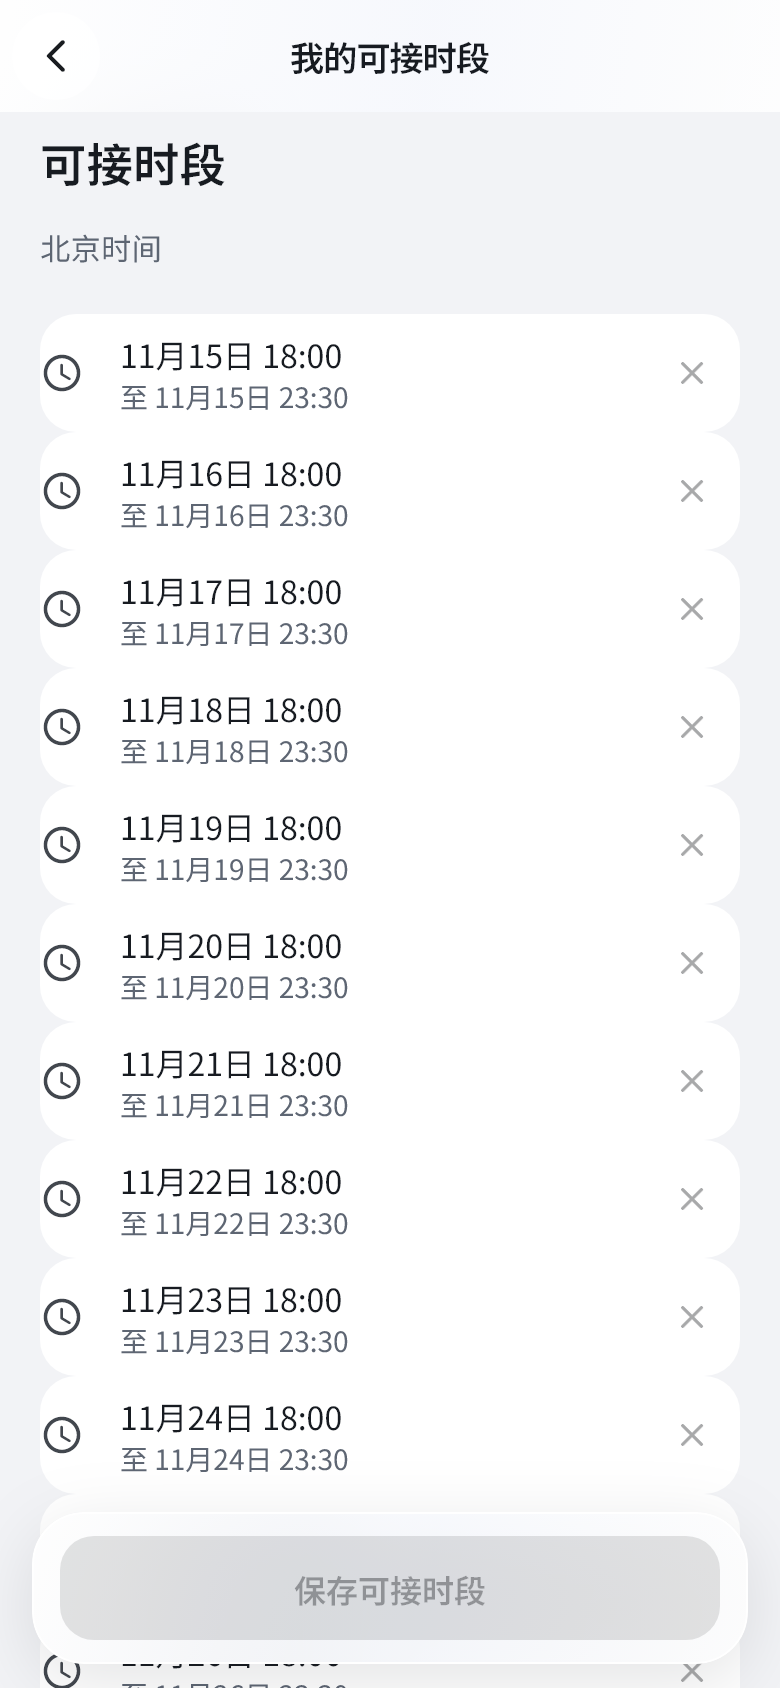 我的可接时段
可接时段
北京时间
11月15日 18:00
至 11月15日 23:30
11月16日 18:00
至 11月16日 23:30
11月17日 18:00
至 11月17日 23:30
11月18日 18:00
至 11月18日 23:30
11月19日 18:00
至 11月19日 23:30
11月20日 18:00
至 11月20日 23:30
11月21日 18:00
至 11月21日 23:30
11月22日 18:00
至 11月22日 23:30
11月23日 18:00
至 11月23日 23:30
11月24日 18:00
至 11月24日 23:30
保存可接时段